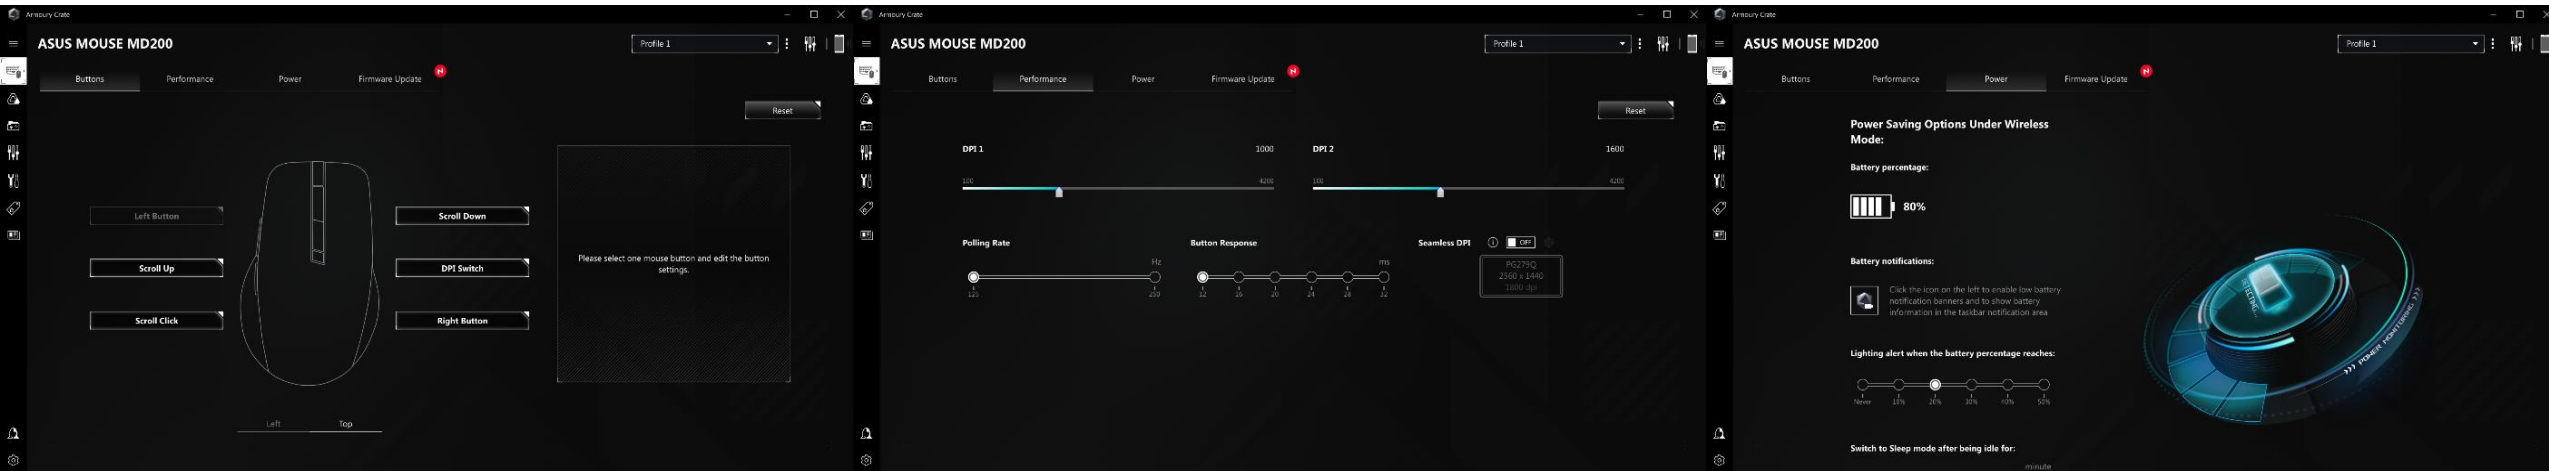 Armoury Crate
ASUS MOUSE MD200
Profile 1
Buttons
Performance
Power
Firmware Update
N
Reset
Left Button
Scroll Down
Scroll Up
DPI Switch
Scroll Click
Right Button
Please select one mouse button and edit the button
settings.
Left
Top
Armoury Crate
ASUS MOUSE MD200
Profile 1
Buttons
Performance
Power
Firmware Update
N
Reset
DPI 1
1000
100
4200
DPI 2
1600
100
4200
Polling Rate
Hz
125
250
Button Response
ms
12
16
20
24
28
32
Seamless DPI
OFF
PG279Q
2560 x 1440
1800 dpi
Armoury Crate
ASUS MOUSE MD200
Profile 1
Buttons
Performance
Power
Firmware Update
N
Power Saving Options Under Wireless
Mode:
Battery percentage:
80%
Battery notifications:
Click the icon on the left to enable low battery
notification banners and to show battery
information in the taskbar notification area
Lighting alert when the battery percentage reaches:
Never
10%
20%
30%
40%
50%
Switch to Sleep mode after being idle for:
minute
DETECTING
>>> POWER MONITORING <<<